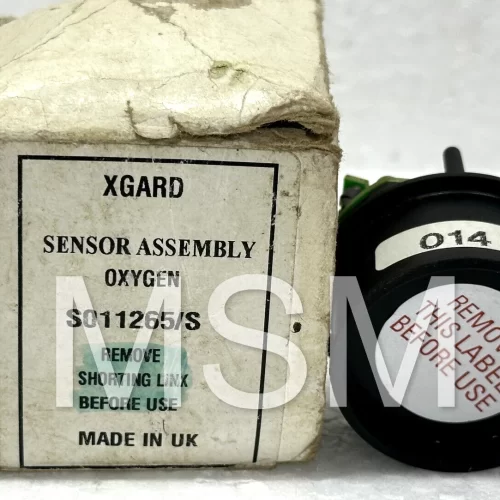 XGARD
SENSOR ASSEMBLY
OXYGEN
S011265/S
REMOVE
SHORTING LINX
BEFORE USE
MADE IN UK
014
REMOVE
THIS LABEL
BEFORE USE
MSM